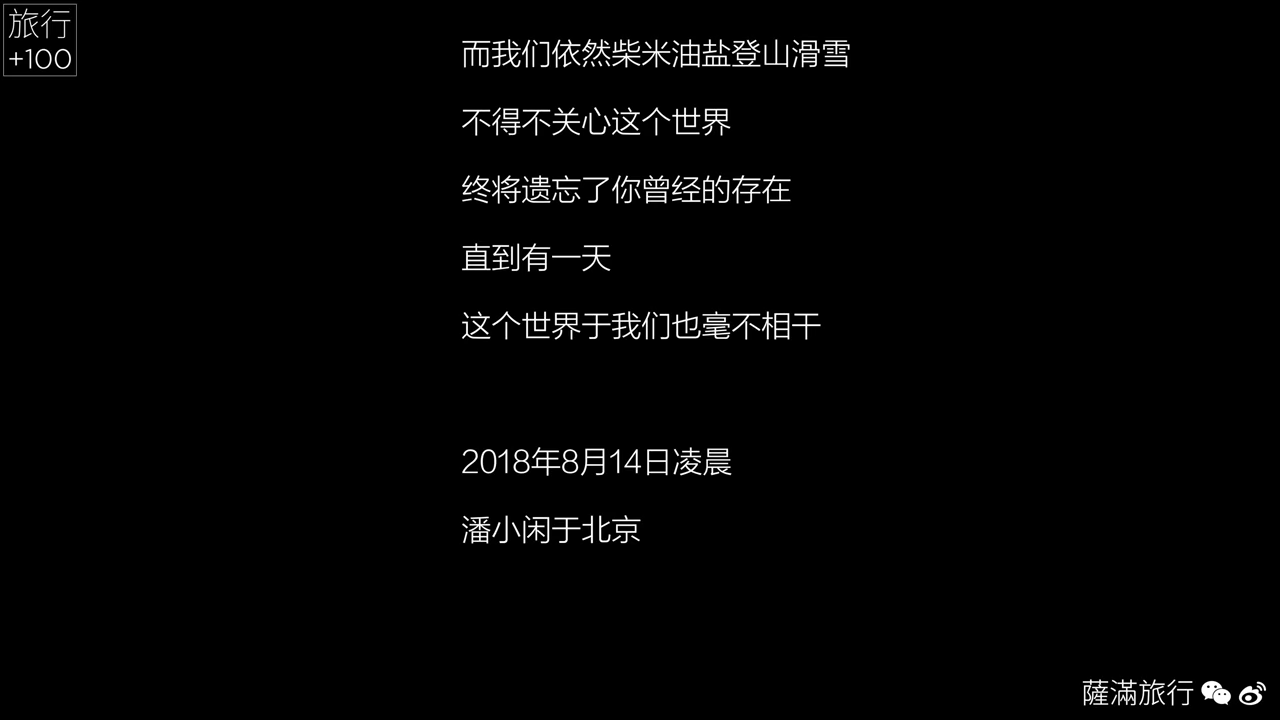 旅行
+100
而我们依然柴米油盐登山滑雪
不得不关心这个世界
终将遗忘了你曾经的存在
直到有一天
这个世界于我们也毫不相干
2018年8月14日凌晨
潘小闲于北京
薩滿旅行